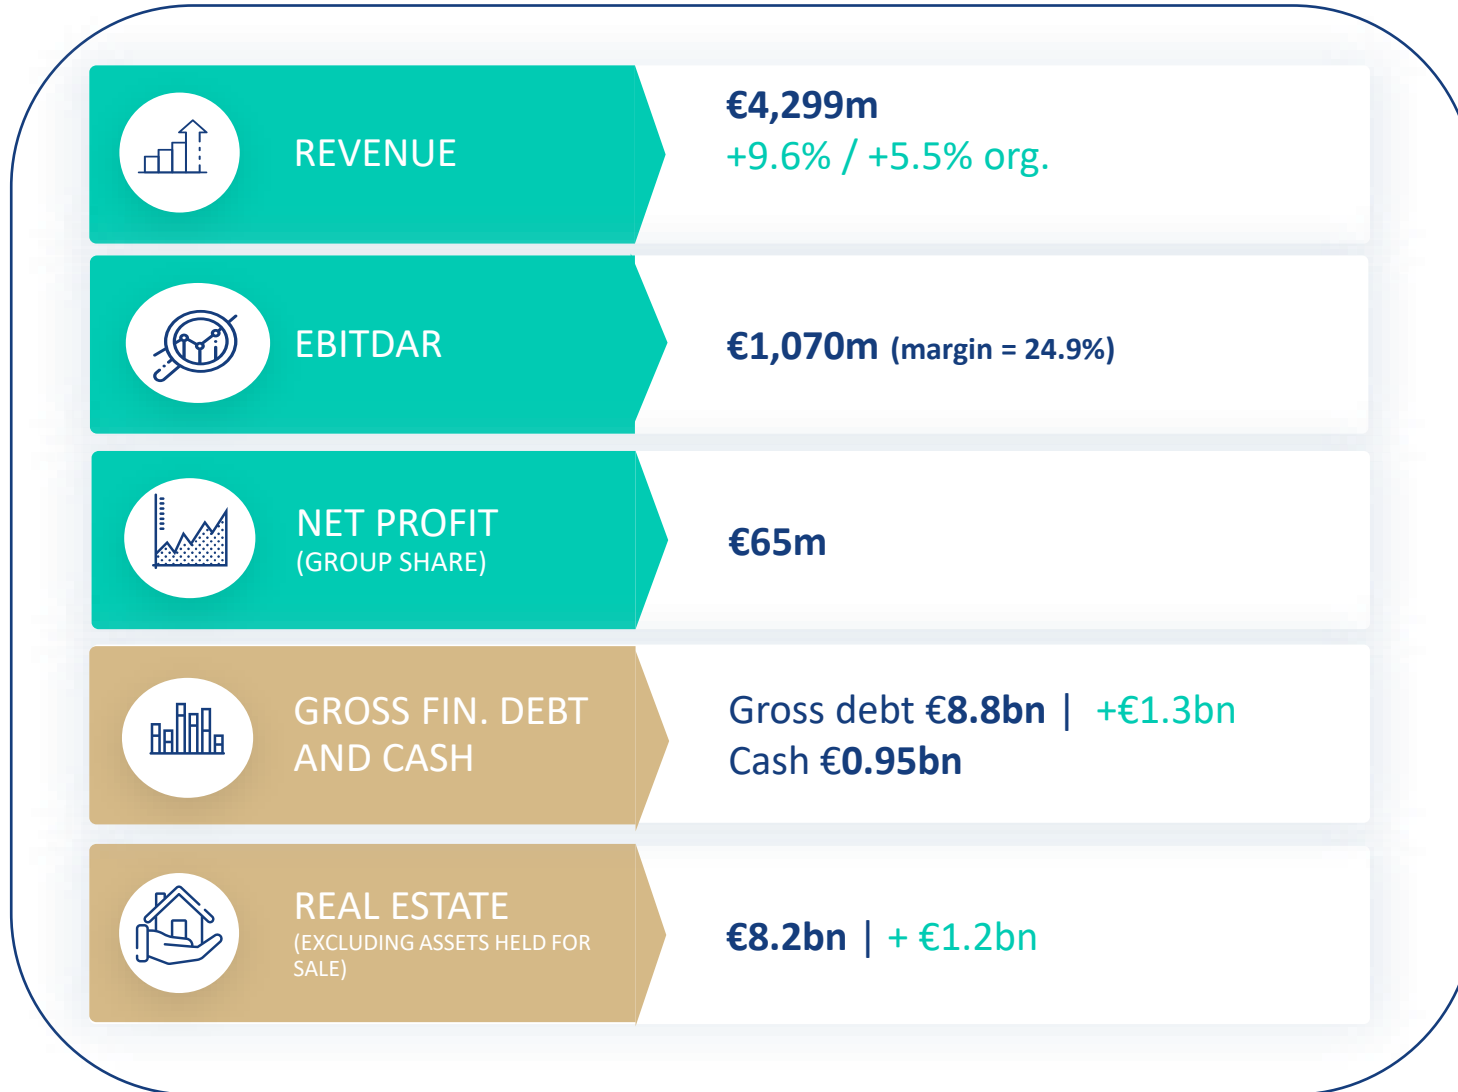 REVENUE
€4,299m
+9.6% / +5.5% org.
EBITDAR
€1,070m (margin = 24.9%)
NET PROFIT
(GROUP SHARE)
€65m
GROSS FIN. DEBT
AND CASH
Gross debt €8.8bn | +€1.3bn
Cash €0.95bn
REAL ESTATE
(EXCLUDING ASSETS HELD FOR
SALE)
€8.2bn | + €1.2bn